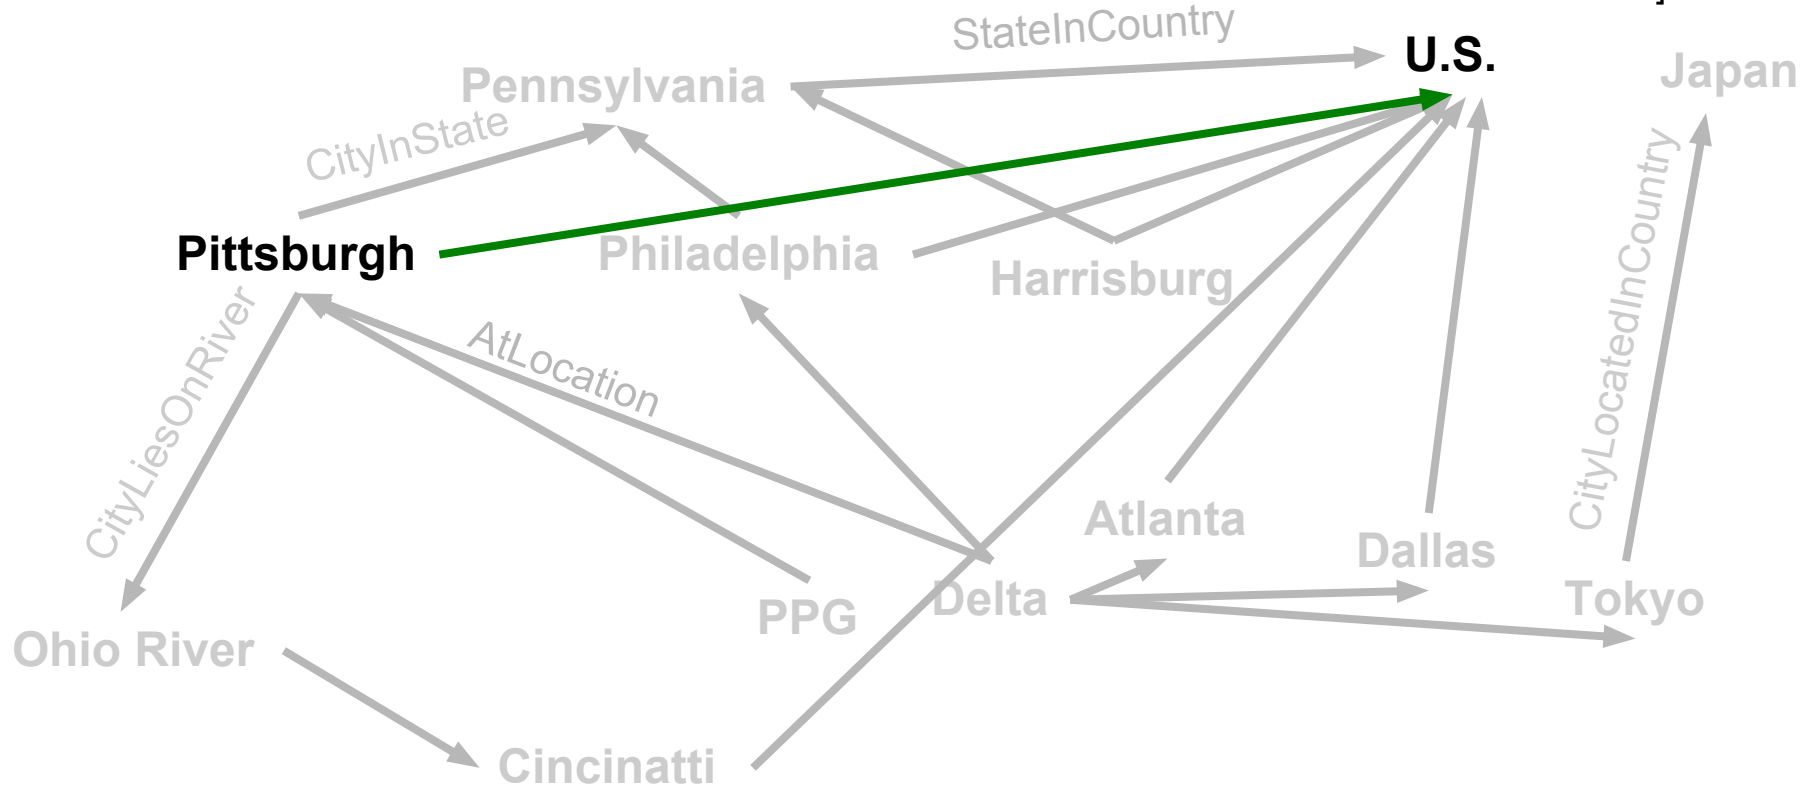 ]
StateInCountry
U.S.
Japan
Pennsylvania
CityInState
Pittsburgh
Philadelphia
Harrisburg
CityLocatedInCountry
CityLiesOnRiver
AtLocation
Atlanta
Dallas
PPG
Delta
Tokyo
Ohio River
Cincinatti